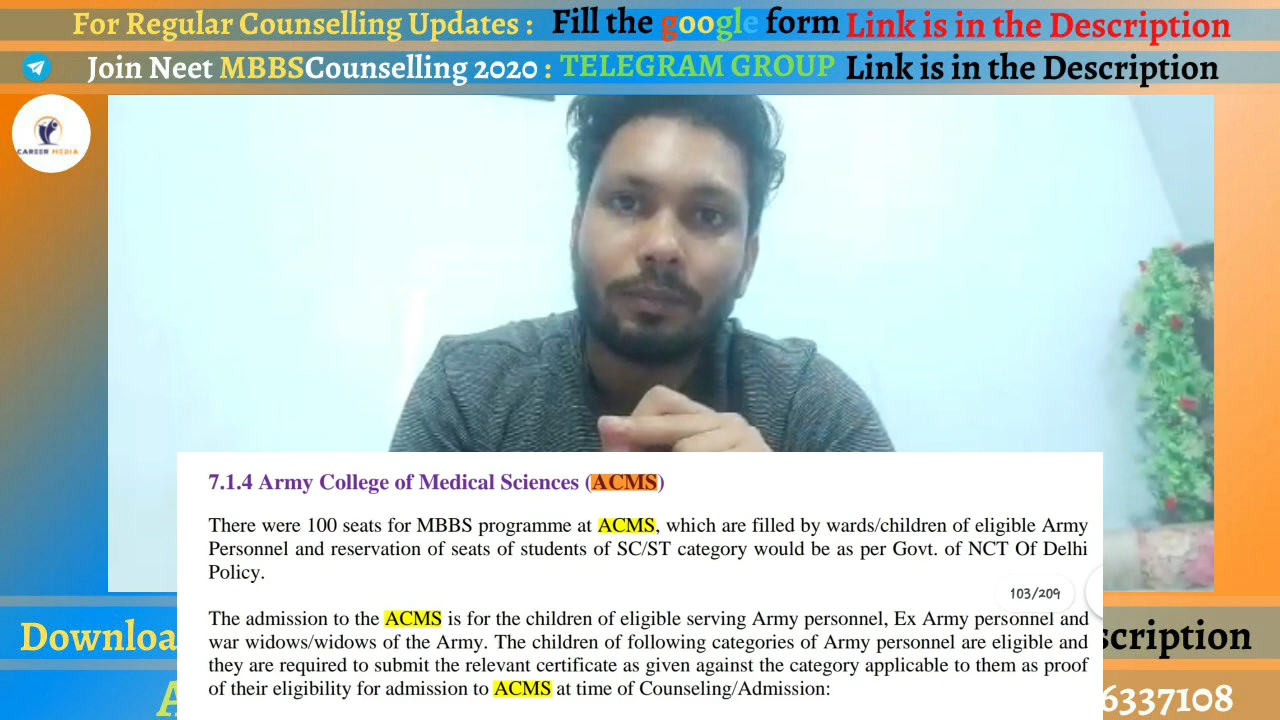 For Regular Counselling Updates : Fill the google form Link is in the Description
Join Neet MBBSCounselling 2020 : TELEGRAM GROUP Link is in the Description
CAREER MEDIA
7.1.4 Army College of Medical Sciences (ACMS)
There were 100 seats for MBBS programme at ACMS, which are filled by wards/children of eligible Army
Personnel and reservation of seats of students of SC/ST category would be as per Govt. of NCT Of Delhi
Policy.
103/209
The admission to the ACMS is for the children of eligible serving Army personnel, Ex Army personnel and
war widows/widows of the Army. The children of following categories of Army personnel are eligible and
they are required to submit the relevant certificate as given against the category applicable to them as proof
of their eligibility for admission to ACMS at time of Counseling/Admission:
Downloa
scription
A
6337108